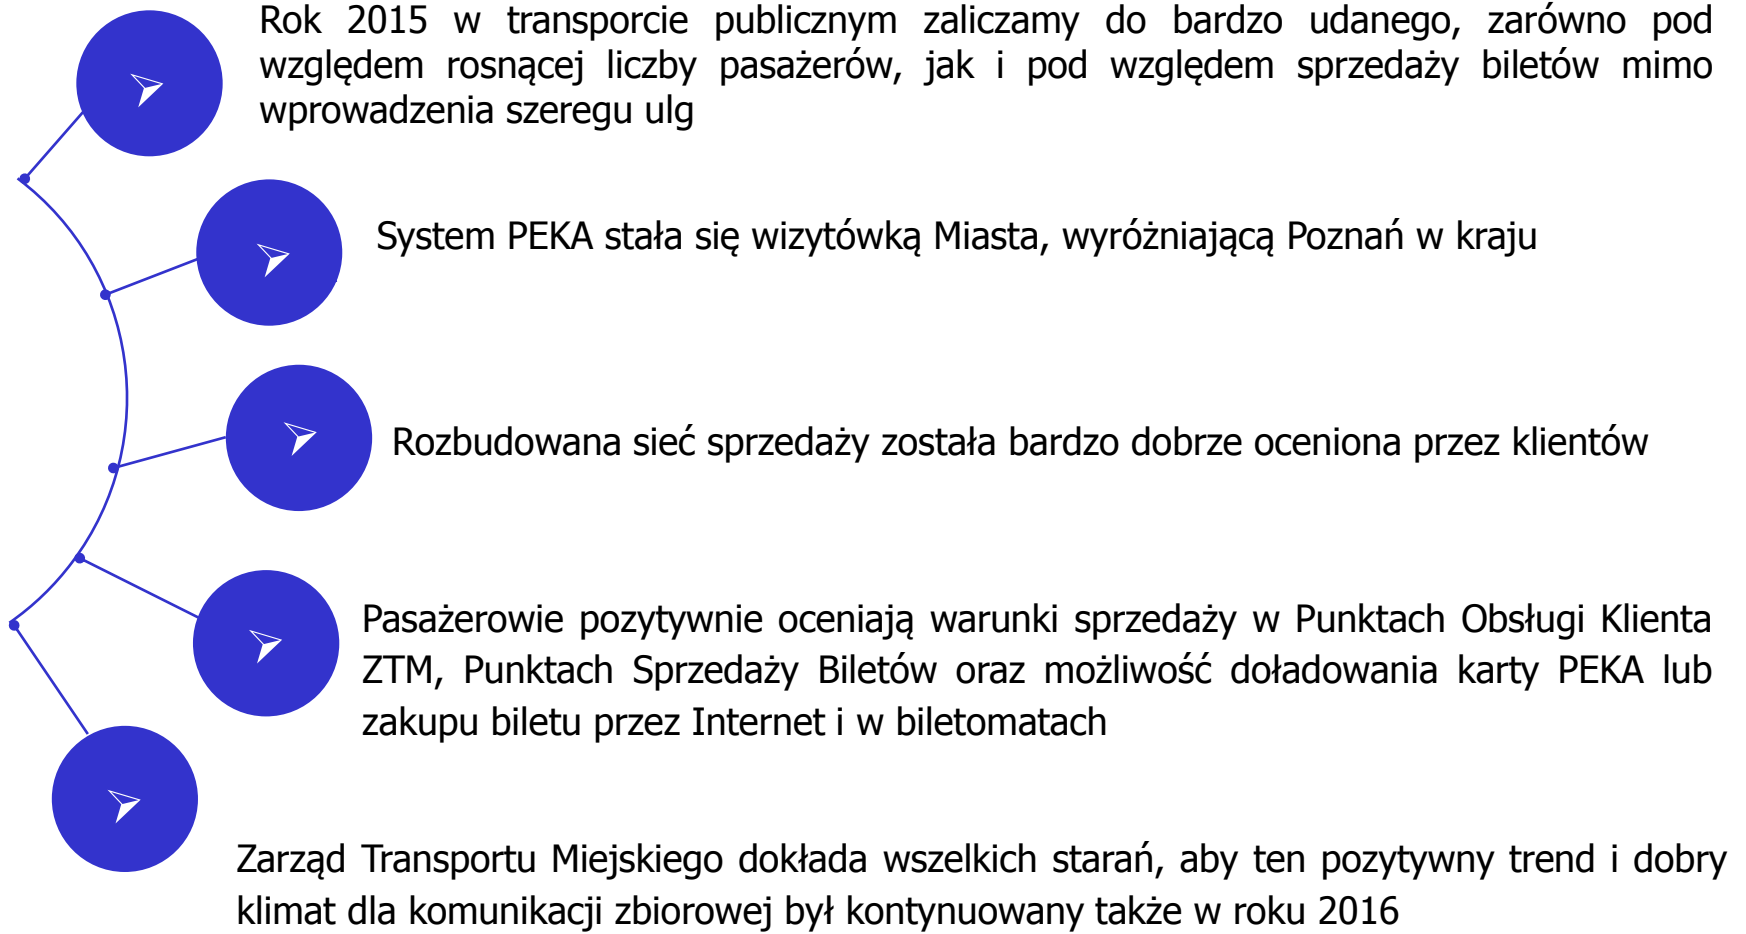 Rok 2015 w transporcie publicznym zaliczamy do bardzo udanego, zarówno pod
względem rosnącej liczby pasażerów, jak i pod względem sprzedaży biletów mimo
wprowadzenia szeregu ulg
System PEKA stała się wizytówką Miasta, wyróżniającą Poznań w kraju
Rozbudowana sieć sprzedaży została bardzo dobrze oceniona przez klientów
Pasażerowie pozytywnie oceniają warunki sprzedaży w Punktach Obsługi Klienta
ZTM, Punktach Sprzedaży Biletów oraz możliwość doładowania karty PEKA lub
zakupu biletu przez Internet i w biletomatach
Zarząd Transportu Miejskiego dokłada wszelkich starań, aby ten pozytywny trend i dobry
klimat dla komunikacji zbiorowej był kontynuowany także w roku 2016